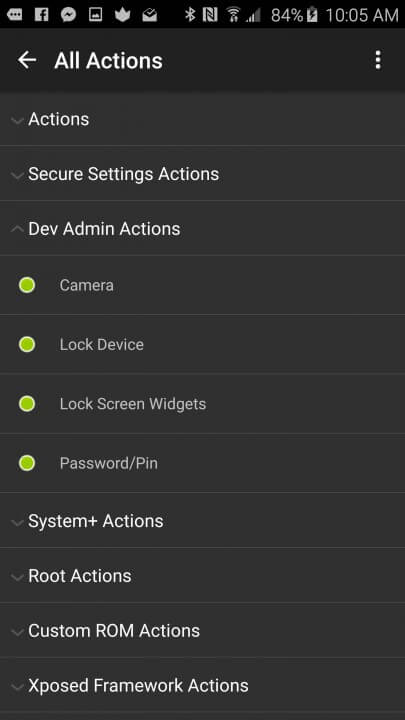 84% 10:05 AM
All Actions
Actions
Secure Settings Actions
Dev Admin Actions
Camera
Lock Device
Lock Screen Widgets
Password/Pin
System+ Actions
Root Actions
Custom ROM Actions
Xposed Framework Actions